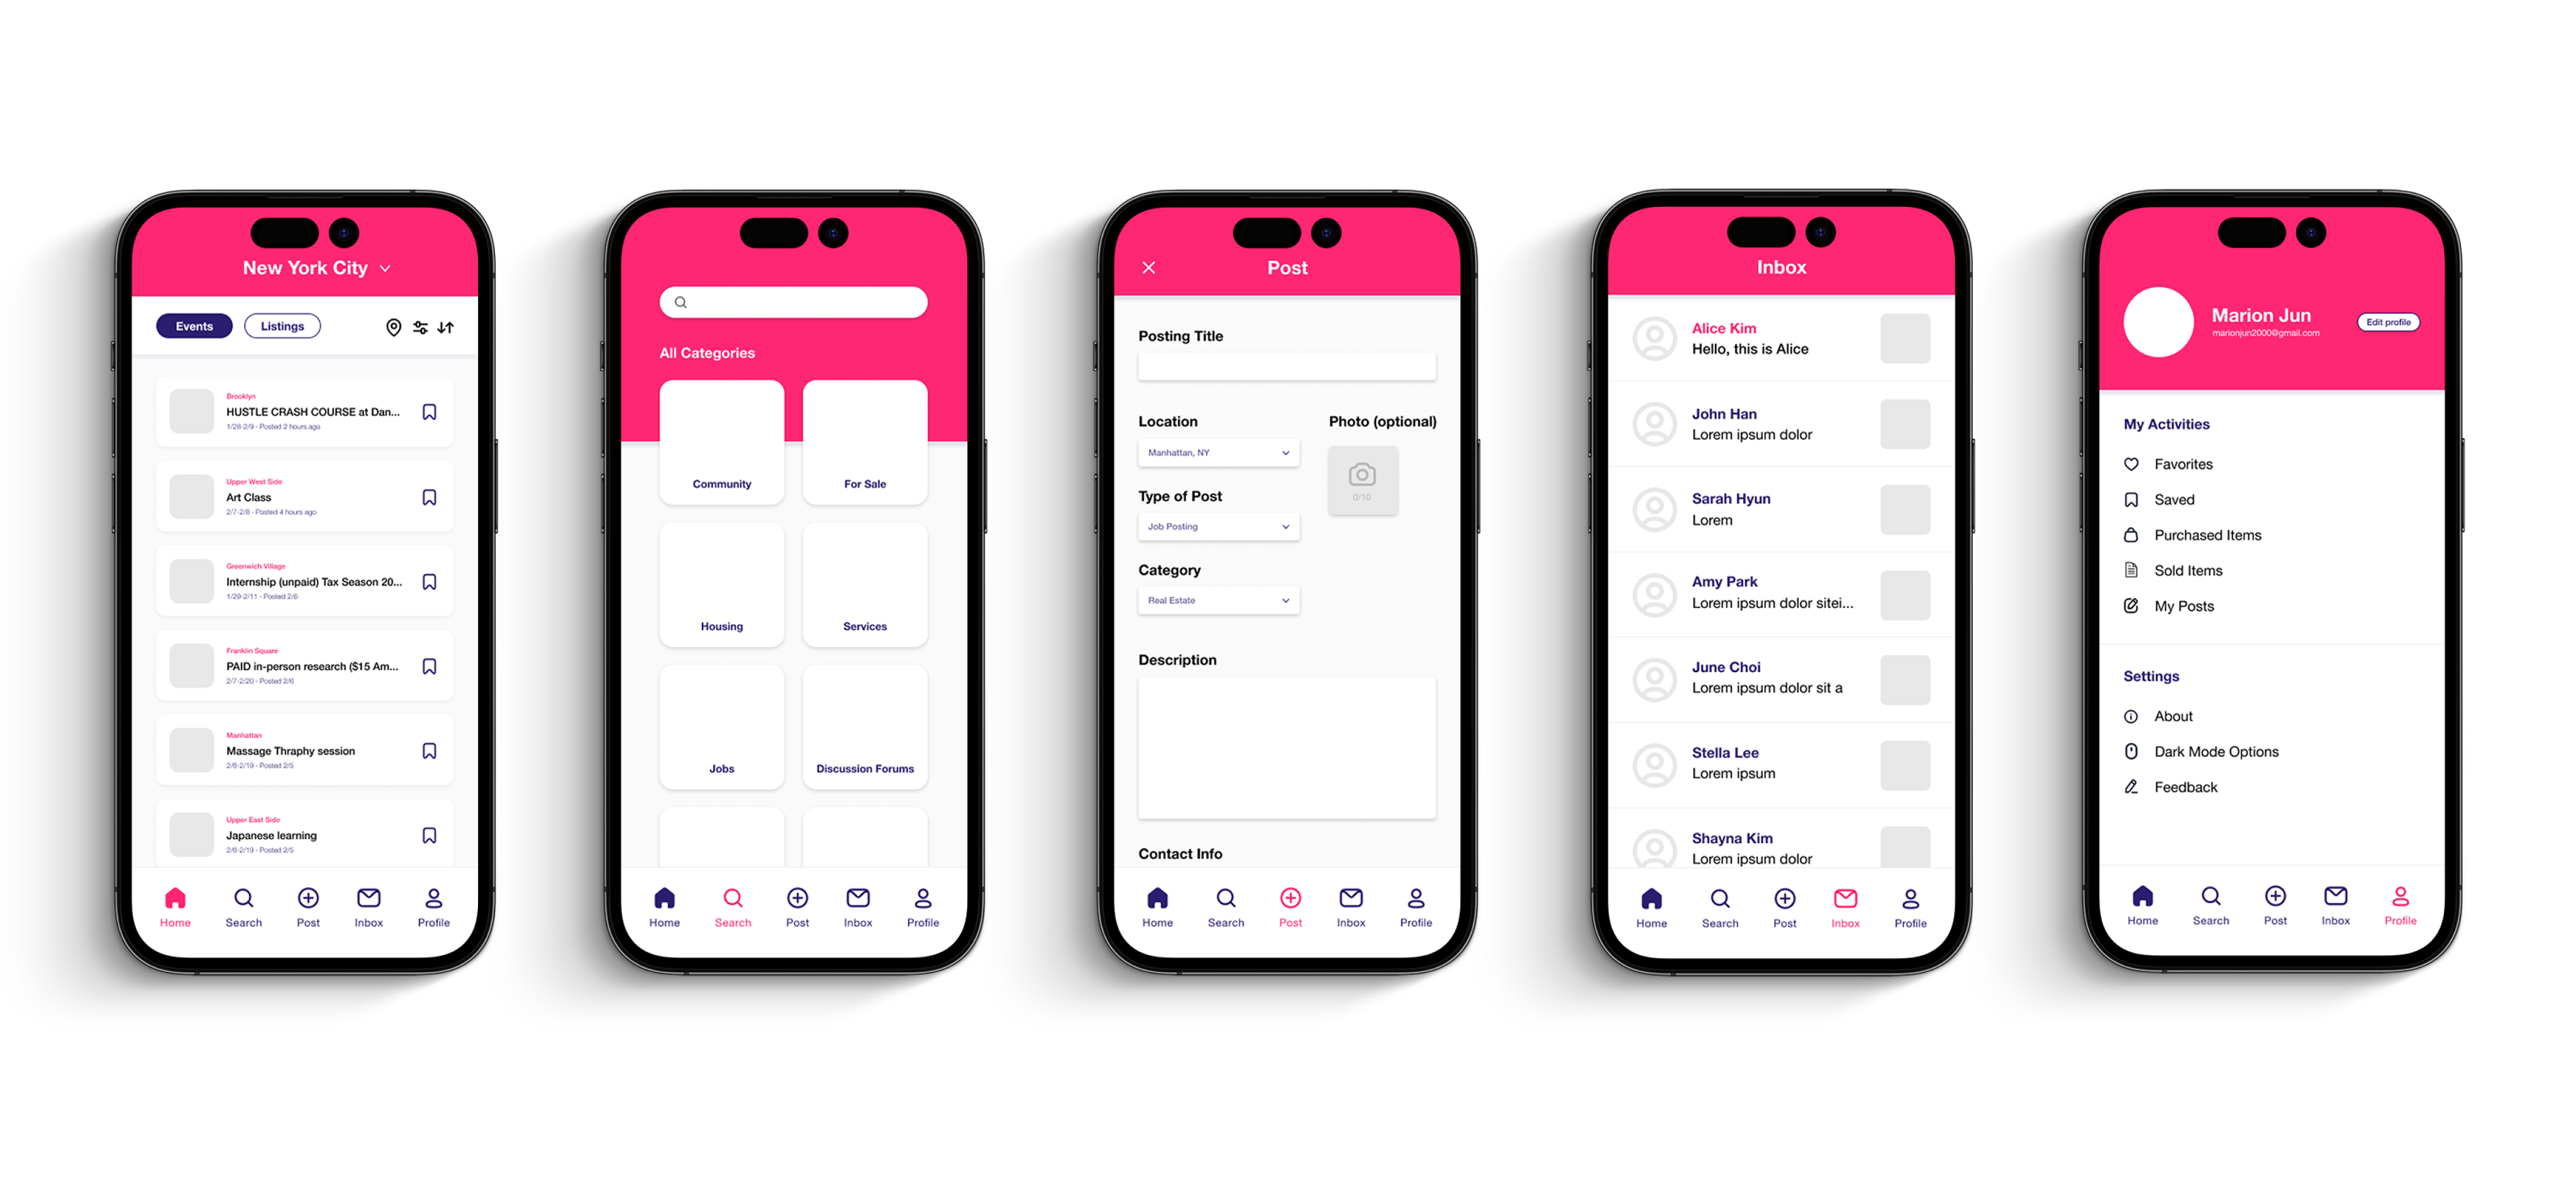 New York City
Events
Listings
Brooklyn
HUSTLE CRASH COURSE at Dan...
1/28-2/9 - Posted 2 hours ago
Upper West Side
Art Class
2/7-2/8 - Posted 4 hours ago
Greenwich Village
Internship (unpaid) Tax Season 20...
1/29-2/11 - Posted 2/6
Franklin Square
PAID in-person research ($15 Am...
2/7-2/20 - Posted 2/6
Manhattan
Massage Thraphy session
2/6-2/19 - Posted 2/5
Upper East Side
Japanese learning
2/6-2/19 - Posted 2/5
Home
Search
Post
Inbox
Profile
All Categories
Community
For Sale
Housing
Services
Jobs
Discussion Forums
Home
Search
Post
Inbox
Profile
Post
Posting Title
Location
Photo (optional)
Manhattan, NY
0/10
Type of Post
Job Posting
Category
Real Estate
Description
Contact Info
Home
Search
Post
Inbox
Profile
Inbox
Alice Kim
Hello, this is Alice
John Han
Lorem ipsum dolor
Sarah Hyun
Lorem
Amy Park
Lorem ipsum dolor sitei...
June Choi
Lorem ipsum dolor sit a
Stella Lee
Lorem ipsum
Shayna Kim
Lorem ipsum dolor
Home
Search
Post
Inbox
Profile
Marion Jun
marionjun2000@gmail.com
Edit profile
My Activities
Favorites
Saved
Purchased Items
Sold Items
My Posts
Settings
About
Dark Mode Options
Feedback
Home
Search
Post
Inbox
Profile